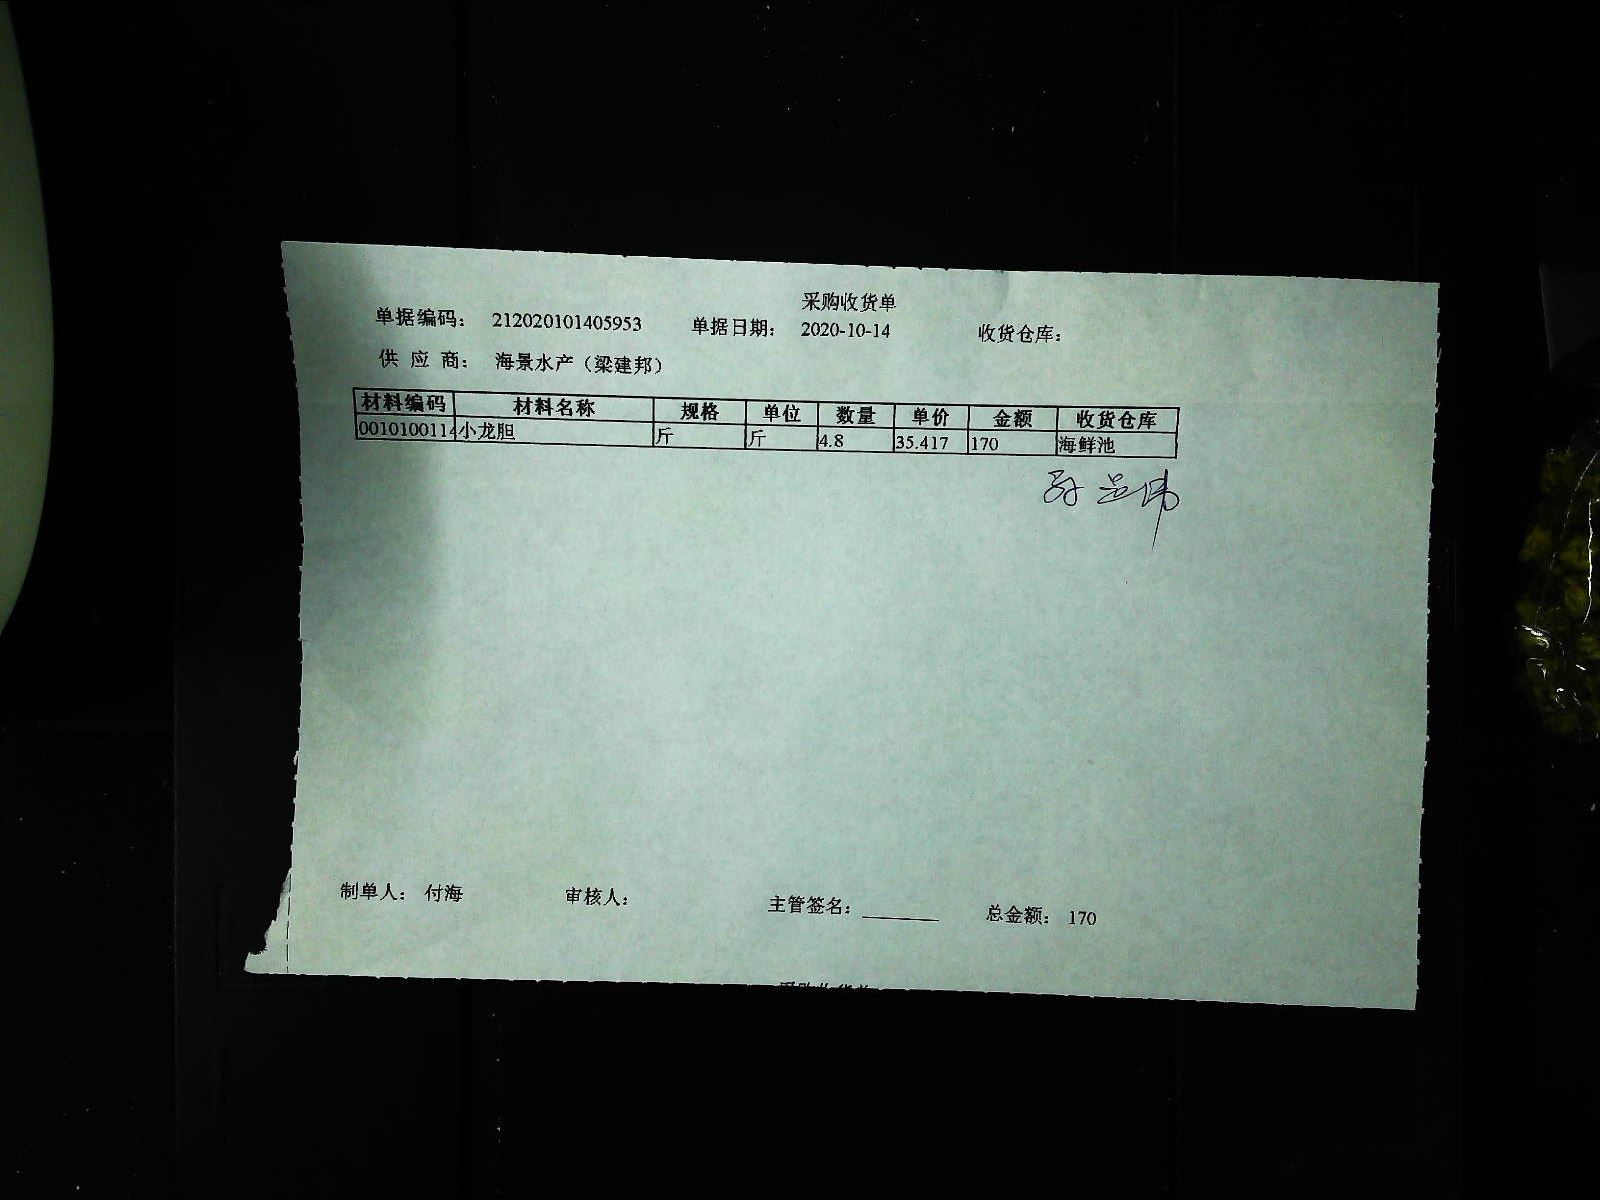 采购收货单
单据编码： 212020101405953 单据日期： 2020-10-14 收货仓库：
供 应 商： 海景水产（梁建邦）
材料编码 材料名称 规格 单位 数量 单价 金额 收货仓库
0010100114 小龙胆 斤 斤 4.8 35.417 170 海鲜池
制单人： 付海 审核人： 主管签名：________ 总金额： 170